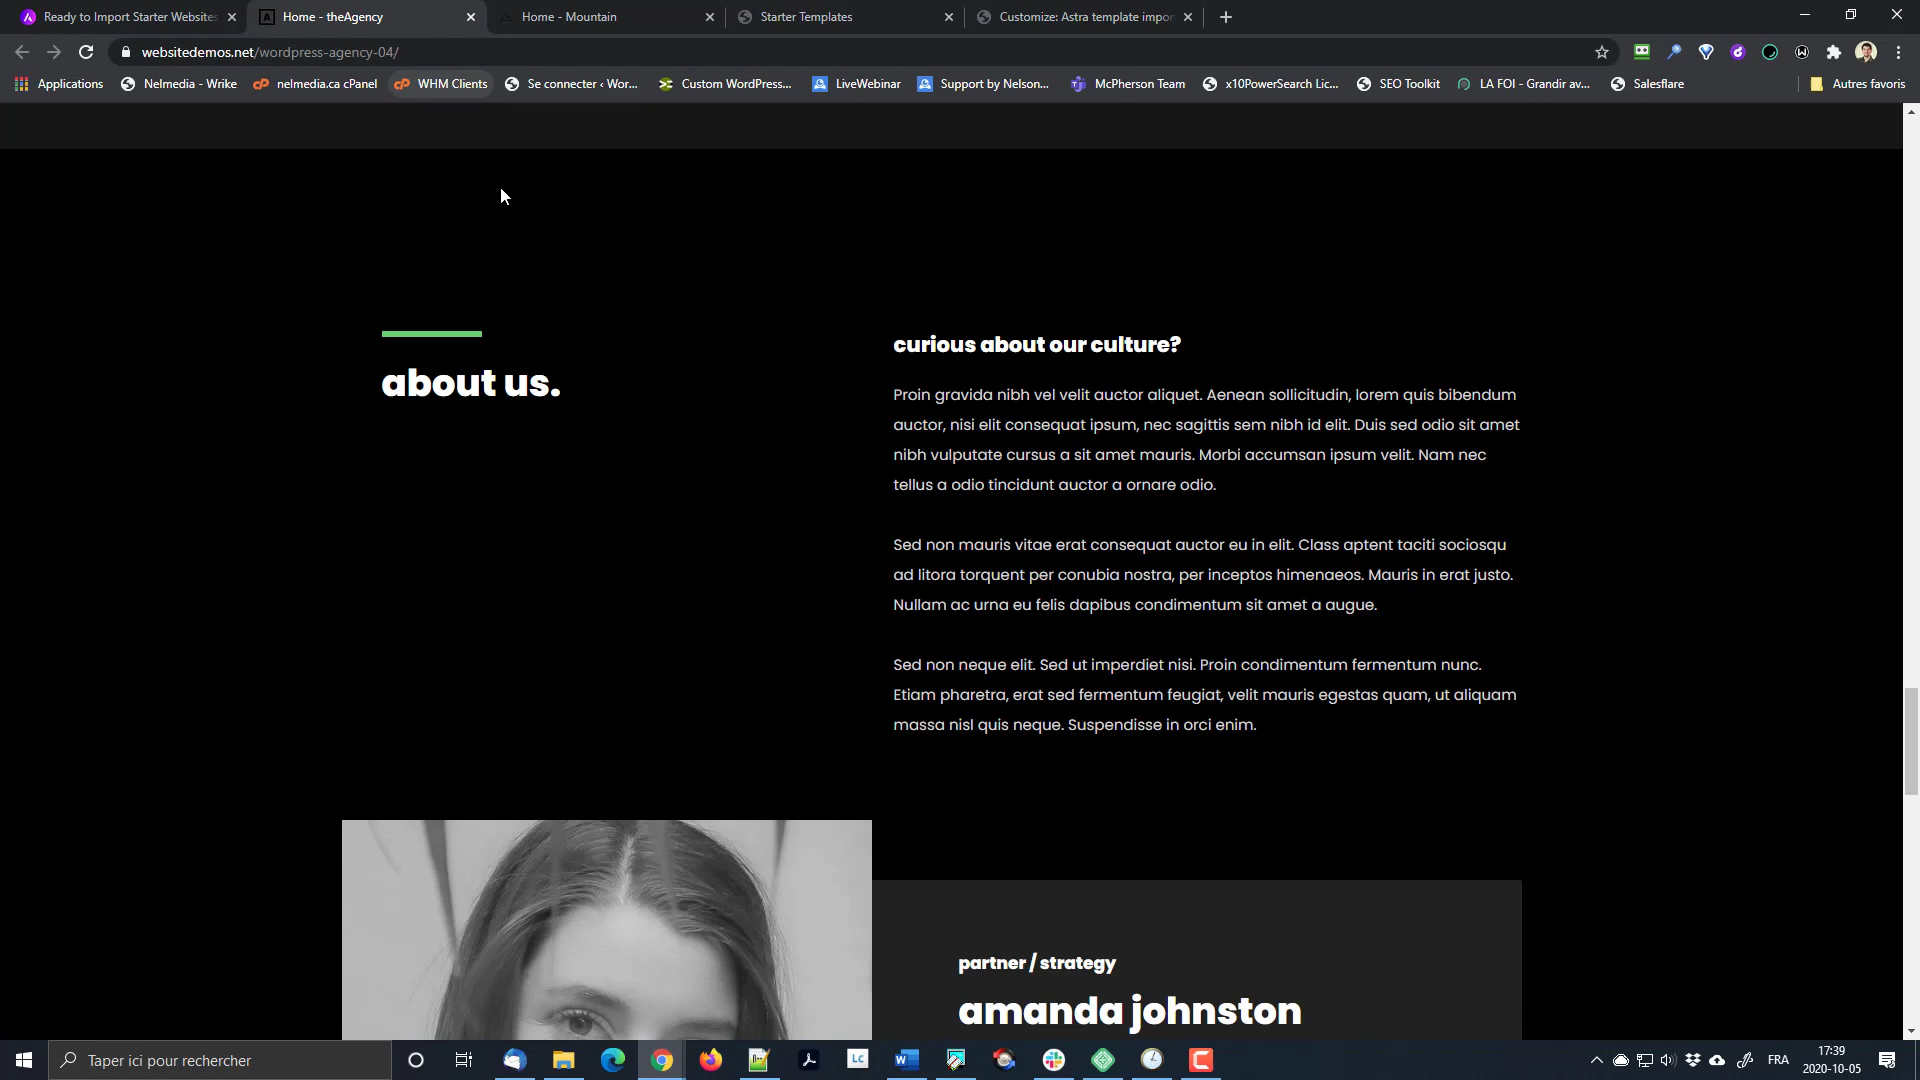 Ready to Import Starter Websites
Home - theAgency
Home - Mountain
Starter Templates
Customize: Astra template impor
websitedemos.net/wordpress-agency-04/
Applications
Nelmedia - Wrike
nelmedia.ca cPanel
WHM Clients
Se connecter ‹ Wor...
Custom WordPress...
LiveWebinar
Support by Nelson...
McPherson Team
x10PowerSearch Lic...
SEO Toolkit
LA FOI - Grandir av...
Salesflare
Autres favoris
about us.
curious about our culture?
Proin gravida nibh vel velit auctor aliquet. Aenean sollicitudin, lorem quis bibendum
auctor, nisi elit consequat ipsum, nec sagittis sem nibh id elit. Duis sed odio sit amet
nibh vulputate cursus a sit amet mauris. Morbi accumsan ipsum velit. Nam nec
tellus a odio tincidunt auctor a ornare odio.
Sed non mauris vitae erat consequat auctor eu in elit. Class aptent taciti sociosqu
ad litora torquent per conubia nostra, per inceptos himenaeos. Mauris in erat justo.
Nullam ac urna eu felis dapibus condimentum sit amet a augue.
Sed non neque elit. Sed ut imperdiet nisi. Proin condimentum fermentum nunc.
Etiam pharetra, erat sed fermentum feugiat, velit mauris egestas quam, ut aliquam
massa nisl quis neque. Suspendisse in orci enim.
partner / strategy
amanda johnston
Taper ici pour rechercher
LC
FRA
17:39
2020-10-05